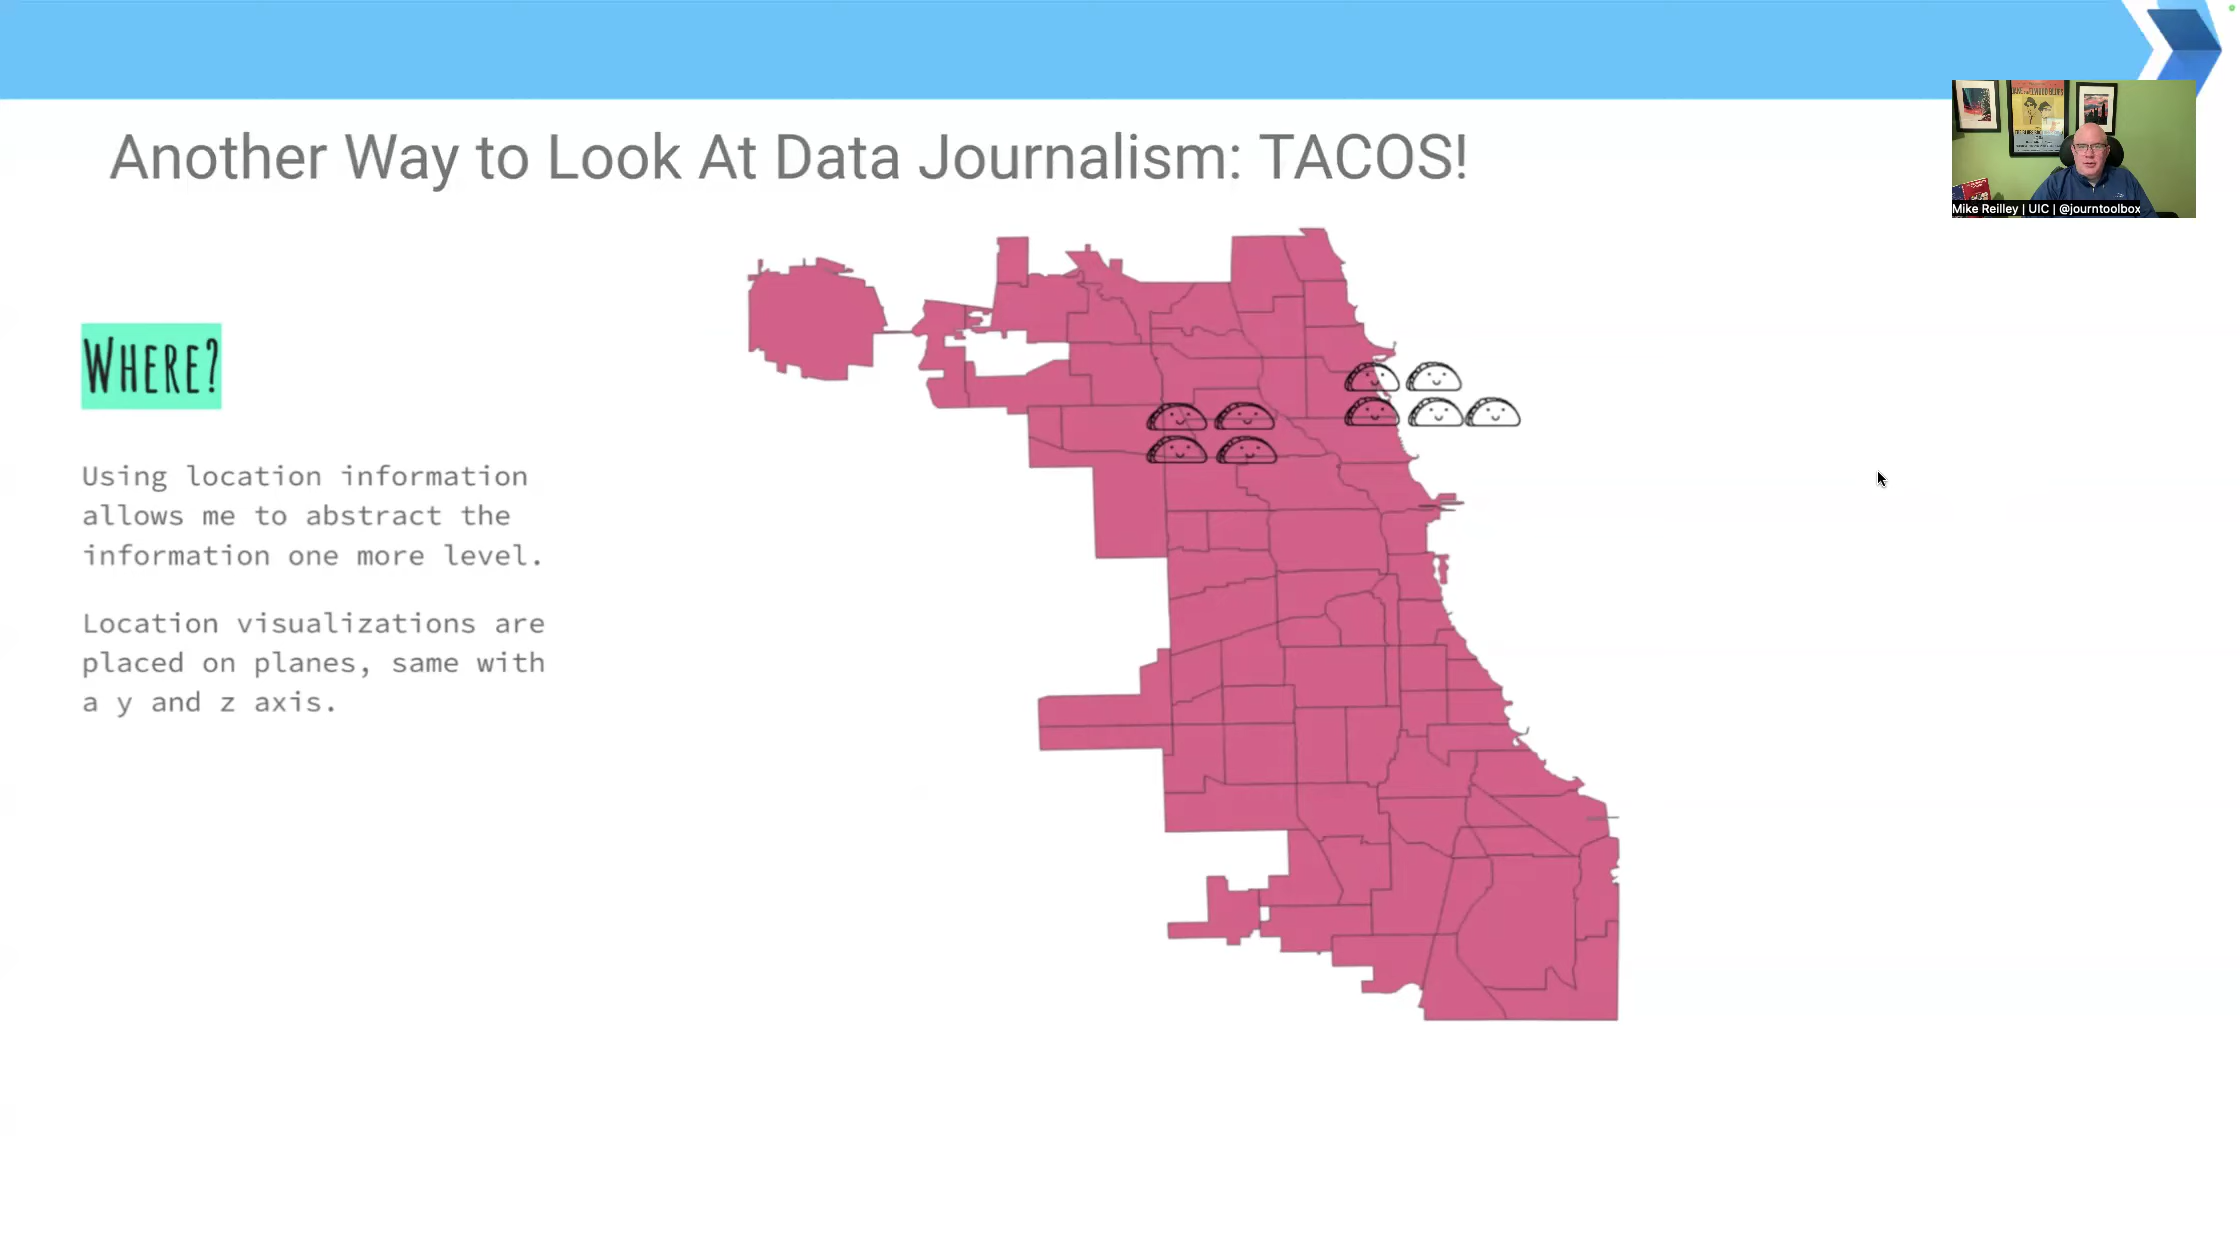 Another Way to Look At Data Journalism: TACOS!
Mike Reilley | UIC | @journtoolbox
WHERE?
Using location information
allows me to abstract the
information one more level.
Location visualizations are
placed on planes, same with
a y and z axis.